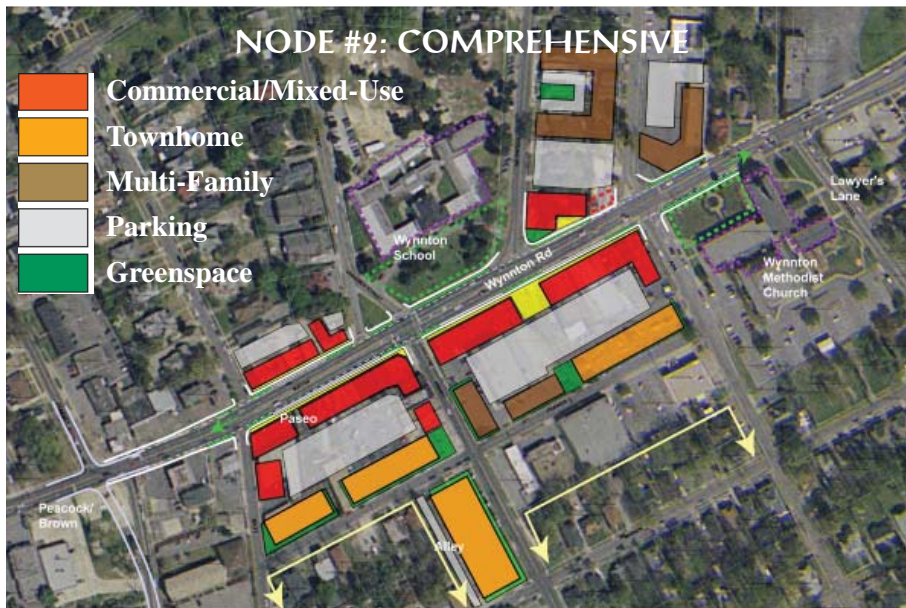 NODE #2: COMPREHENSIVE
Commercial/Mixed-Use
Townhome
Multi-Family
Parking
Greenspace
Lawyer's
Lane
Wynnton
School
Wynnton Rd
Wynnton
Methodist
Church
Paseo
Peacock/
Brown
Alley